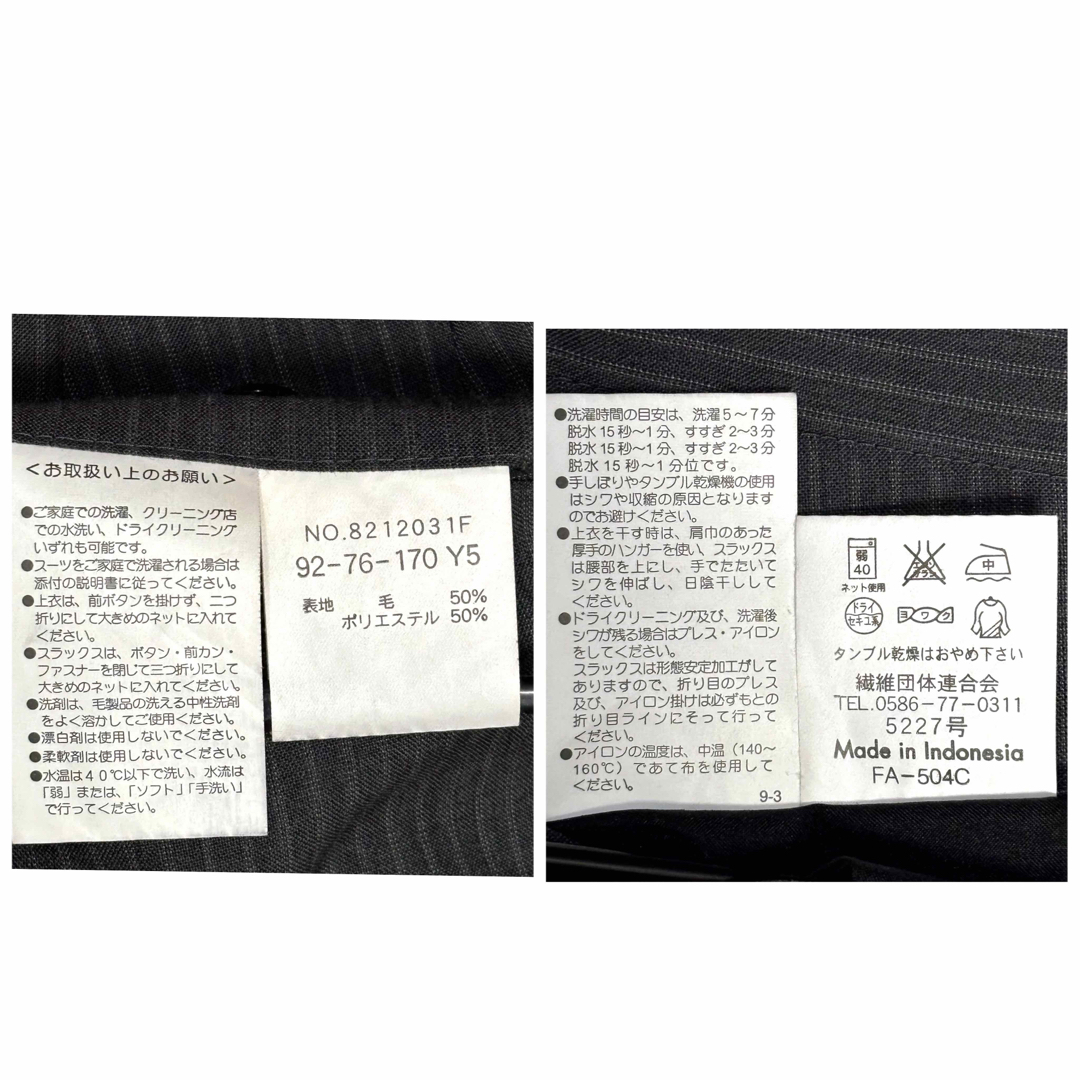 <お取扱い上のお願い>
●ご家庭での洗濯、クリーニング店
での水洗い、ドライクリーニング
いずれも可能です。
●スーツをご家庭で洗濯される場合は
添付の説明書に従ってください。
●上衣は、前ボタンを掛けず、二つ
折りにして大きめのネットに入れて
ください。
●スラックスは、ボタン・前カン・
ファスナーを閉じて三つ折りにして
大きめのネットに入れてください。
●洗剤は、毛製品の洗える中性洗剤
をよく溶かしてご使用ください。
●漂白剤は使用しないでください。
●柔軟剤は使用しないでください。
●水温は40℃以下で洗い、水流は
「弱」または、「ソフト」「手洗い」
で行ってください。
NO.8212031F
92-76-170 Y5
表地 毛 50%
ポリエステル 50%
●洗濯時間の目安は、洗濯5～7分
脱水15秒～1分、すすぎ2～3分
脱水15秒～1分、すすぎ2～3分
脱水15秒～1分位です。
●手しぼりやタンブル乾燥機の使用
はシワや収縮の原因となります
のでお避けください。
●上衣を干す時は、肩巾のあった
厚手のハンガーを使い、スラックス
は腰部を上にし、手でたたいて
シワを伸ばし、日陰干しして
ください。
●ドライクリーニング及び、洗濯後
シワが残る場合はプレス・アイロン
をしてください。
スラックスは形態安定加工がして
ありますので、折り目のプレス
及び、アイロン掛けは必ずもとの
折り目ラインにそって行って
ください。
●アイロンの温度は、中温(140～
160℃)であて布を使用して
ください。
9-3
弱
40
ネット使用
エンソ
サラシ
中
ドライ
セキユ系
ヨワク
タンブル乾燥はおやめ下さい
繊維団体連合会
TEL.0586-77-0311
5227号
Made in Indonesia
FA-504C